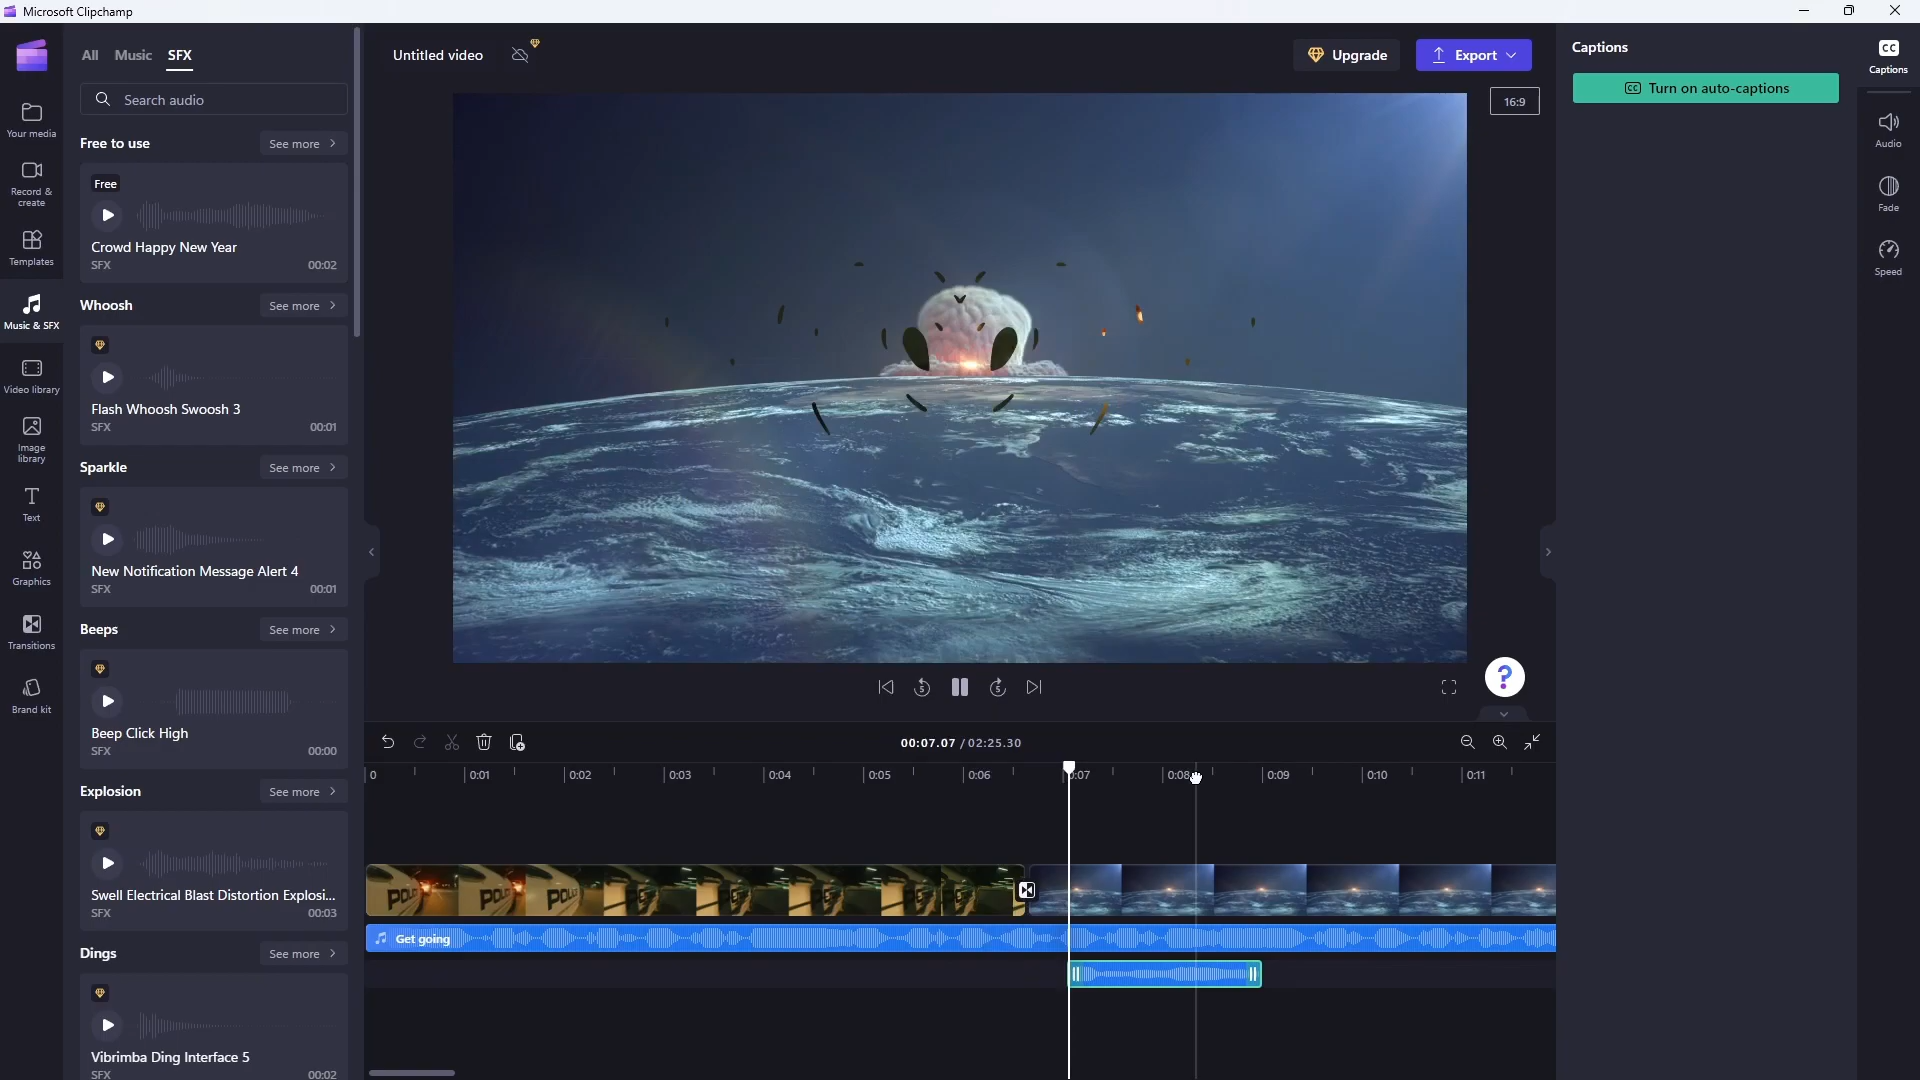 Microsoft Clipchamp
Your media
Record &
create
Templates
Music & SFX
Video library
Image
library
Text
Graphics
Transitions
Brand kit
All Music SFX
Search audio
Free to use See more
Free
Crowd Happy New Year
SFX 00:02
Whoosh See more
Flash Whoosh Swoosh 3
SFX 00:01
Sparkle See more
New Notification Message Alert 4
SFX 00:01
Beeps See more
Beep Click High
SFX 00:00
Explosion See more
Swell Electrical Blast Distortion Explosi...
SFX 00:03
Dings See more
Vibrimba Ding Interface 5
SFX 00:02
Untitled video
Upgrade
Export
16:9
5
5
?
00:07.07 / 02:25.30
0 0:01 0:02 0:03 0:04 0:05 0:06 0:07 0:08 0:09 0:10 0:11
Get going
Captions
CC Turn on auto-captions
CC
Captions
Audio
Fade
Speed